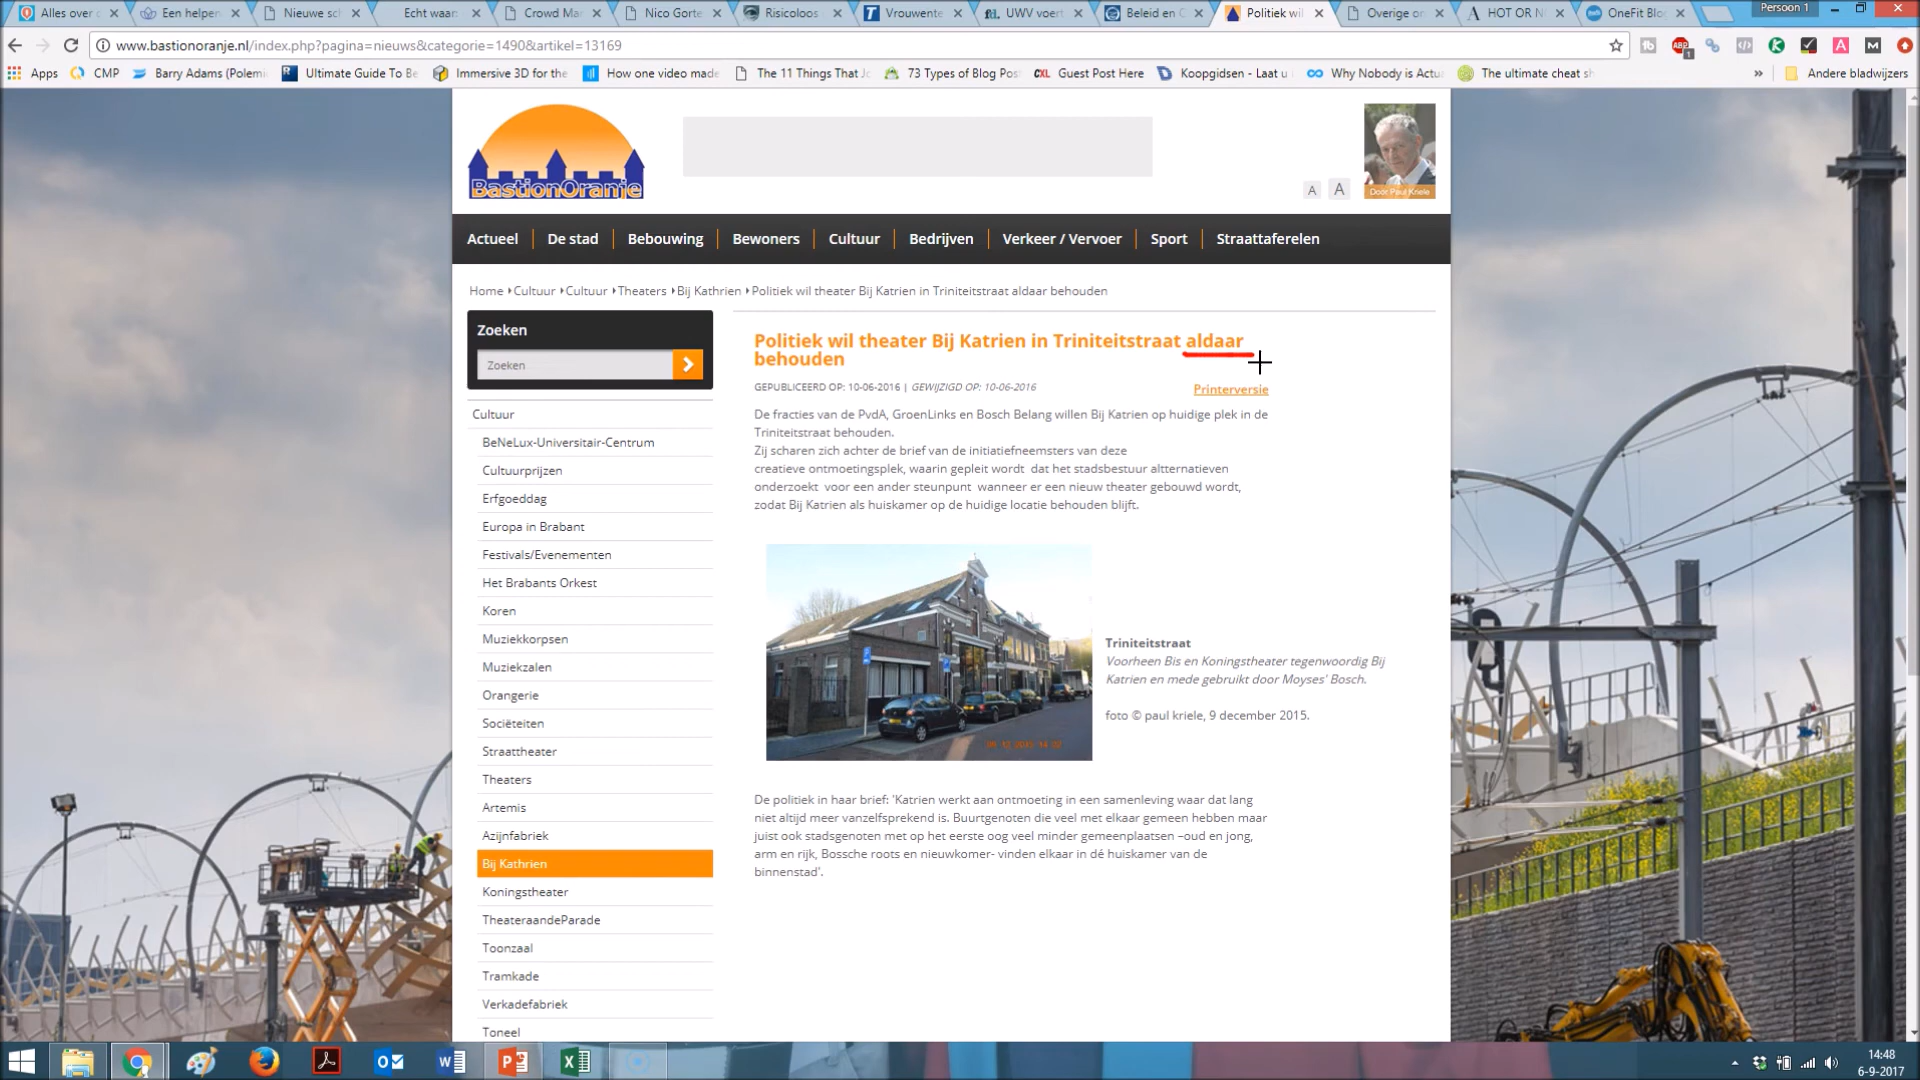 Alles over d
Een helpen
Nieuwe sch
Echt waar:
Crowd Ma
Nico Gorte
Risicoloos
Vrouwente
UWV voert
Beleid en C
Politiek wil
Overige on
HOT OR N
OneFit Blo
Persoon 1
www.bastionoranje.nl/index.php?pagina=nieuws&categorie=1490&artikel=13169
Apps
CMP
Barry Adams (Polemi
Ultimate Guide To Be
Immersive 3D for the
How one video made
The 11 Things That Jo
73 Types of Blog Pos
CXL Guest Post Here
Koopgidsen - Laat u
Why Nobody is Actu
The ultimate cheat sh
» Andere bladwijzers
BastionOranje
A A
Door Paul Kriele
Actueel
De stad
Bebouwing
Bewoners
Cultuur
Bedrijven
Verkeer / Vervoer
Sport
Straattaferelen
Home Cultuur Cultuur Theaters Bij Kathrien Politiek wil theater Bij Katrien in Triniteitstraat aldaar behouden
Zoeken
Zoeken
Cultuur
BeNeLux-Universitair-Centrum
Cultuurprijzen
Erfgoeddag
Europa in Brabant
Festivals/Evenementen
Het Brabants Orkest
Koren
Muziekkorpsen
Muziekzalen
Orangerie
Sociëteiten
Straattheater
Theaters
Artemis
Azijnfabriek
Bij Kathrien
Koningstheater
TheateraandeParade
Toonzaal
Tramkade
Verkadefabriek
Toneel
Politiek wil theater Bij Katrien in Triniteitstraat aldaar
behouden
GEPUBLICEERD OP: 10-06-2016 | GEWIJZIGD OP: 10-06-2016
Printerversie
De fracties van de PvdA, GroenLinks en Bosch Belang willen Bij Katrien op huidige plek in de
Triniteitstraat behouden.
Zij scharen zich achter de brief van de initiatiefneemsters van deze
creatieve ontmoetingsplek, waarin gepleit wordt dat het stadsbestuur altternatieven
onderzoekt voor een ander steunpunt wanneer er een nieuw theater gebouwd wordt,
zodat Bij Katrien als huiskamer op de huidige locatie behouden blijft.
Triniteitstraat
Voorheen Bis en Koningstheater tegenwoordig Bij
Katrien en mede gebruikt door Moyses' Bosch.
foto © paul kriele, 9 december 2015.
De politiek in haar brief: 'Katrien werkt aan ontmoeting in een samenleving waar dat lang
niet altijd meer vanzelfsprekend is. Buurtgenoten die veel met elkaar gemeen hebben maar
juist ook stadsgenoten met op het eerste oog veel minder gemeenplaatsen –oud en jong,
arm en rijk, Bossche roots en nieuwkomer- vinden elkaar in dé huiskamer van de
binnenstad'.
14:48
6-9-2017